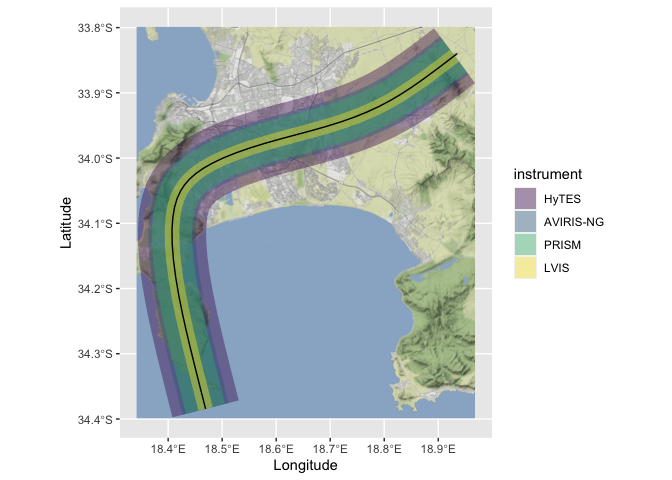 33.8°S
33.9°S
34.0°S
34.1°S
34.2°S
34.3°S
34.4°S
Latitude
18.4°E 18.5°E 18.6°E 18.7°E 18.8°E 18.9°E
Longitude
instrument
HyTES
AVIRIS-NG
PRISM
LVIS